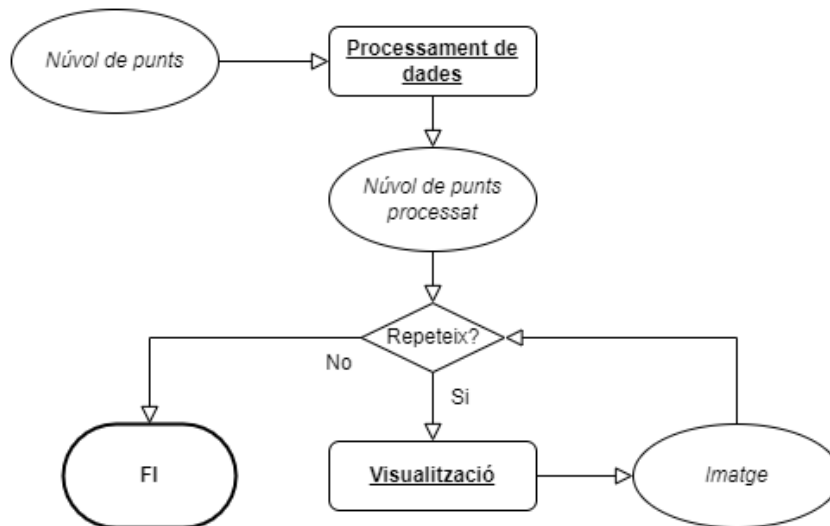 Núvol de punts
Processament de
dades
Núvol de punts
processat
Repeteix?
No
Si
FI
Visualització
Imatge